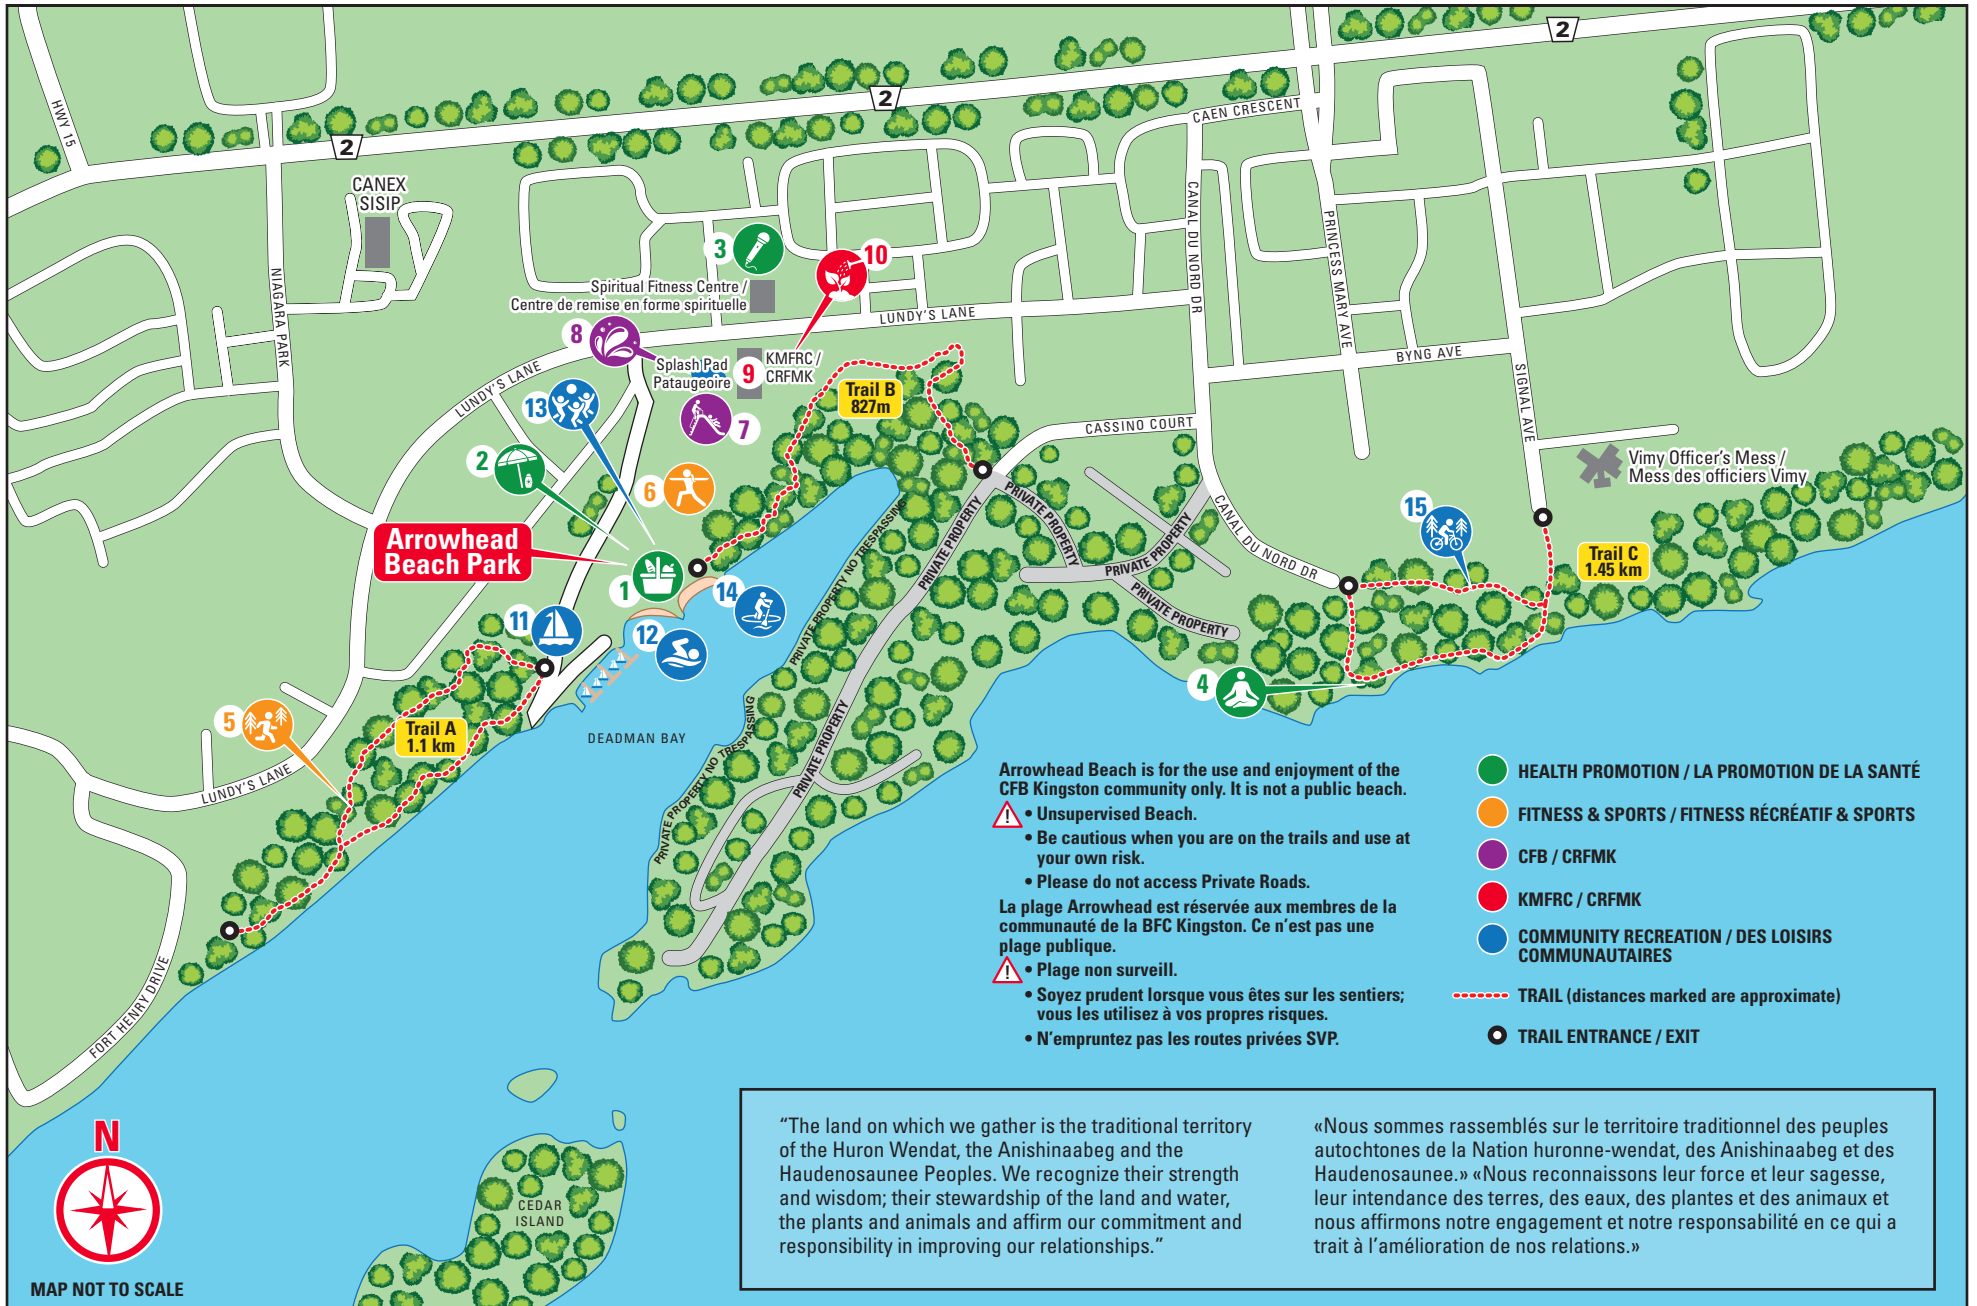 HWY 15
2
2
2
CAEN CRESCENT
CANEX
SISIP
NIAGARA PARK
CANAL DU NORD DR
PRINCESS MARY AVE
3
10
Spiritual Fitness Centre /
Centre de remise en forme spirituelle
LUNDY'S LANE
8
Splash Pad
Pataugeoire
9
KMFRC /
CRFMK
BYNG AVE
SIGNAL AVE
LUNDY'S LANE
13
7
Trail B
827m
CASSINO COURT
2
6
Vimy Officer's Mess /
Mess des officiers Vimy
PRIVATE PROPERTY
PRIVATE PROPERTY
PRIVATE PROPERTY
PRIVATE PROPERTY
CANAL DU NORD DR
15
Arrowhead
Beach Park
Trail C
1.45 km
1
14
11
12
PRIVATE PROPERTY NO TRESPASSING
4
5
Trail A
1.1 km
DEADMAN BAY
PRIVATE PROPERTY
PRIVATE PROPERTY NO TRESPASSING
LUNDY'S LANE
FORT HENRY DRIVE
Arrowhead Beach is for the use and enjoyment of the
CFB Kingston community only. It is not a public beach.
! • Unsupervised Beach.
• Be cautious when you are on the trails and use at
your own risk.
• Please do not access Private Roads.
La plage Arrowhead est réservée aux membres de la
communauté de la BFC Kingston. Ce n'est pas une
plage publique.
! • Plage non surveill.
• Soyez prudent lorsque vous êtes sur les sentiers;
vous les utilisez à vos propres risques.
• N'empruntez pas les routes privées SVP.
HEALTH PROMOTION / LA PROMOTION DE LA SANTÉ
FITNESS & SPORTS / FITNESS RÉCRÉATIF & SPORTS
CFB / CRFMK
KMFRC / CRFMK
COMMUNITY RECREATION / DES LOISIRS
COMMUNAUTAIRES
TRAIL (distances marked are approximate)
TRAIL ENTRANCE / EXIT
N
MAP NOT TO SCALE
CEDAR
ISLAND
“The land on which we gather is the traditional territory
of the Huron Wendat, the Anishinaabeg and the
Haudenosaunee Peoples. We recognize their strength
and wisdom; their stewardship of the land and water,
the plants and animals and affirm our commitment and
responsibility in improving our relationships.”
«Nous sommes rassemblés sur le territoire traditionnel des peuples
autochtones de la Nation huronne-wendat, des Anishinaabeg et des
Haudenosaunee.» «Nous reconnaissons leur force et leur sagesse,
leur intendance des terres, des eaux, des plantes et des animaux et
nous affirmons notre engagement et notre responsabilité en ce qui a
trait à l'amélioration de nos relations.»